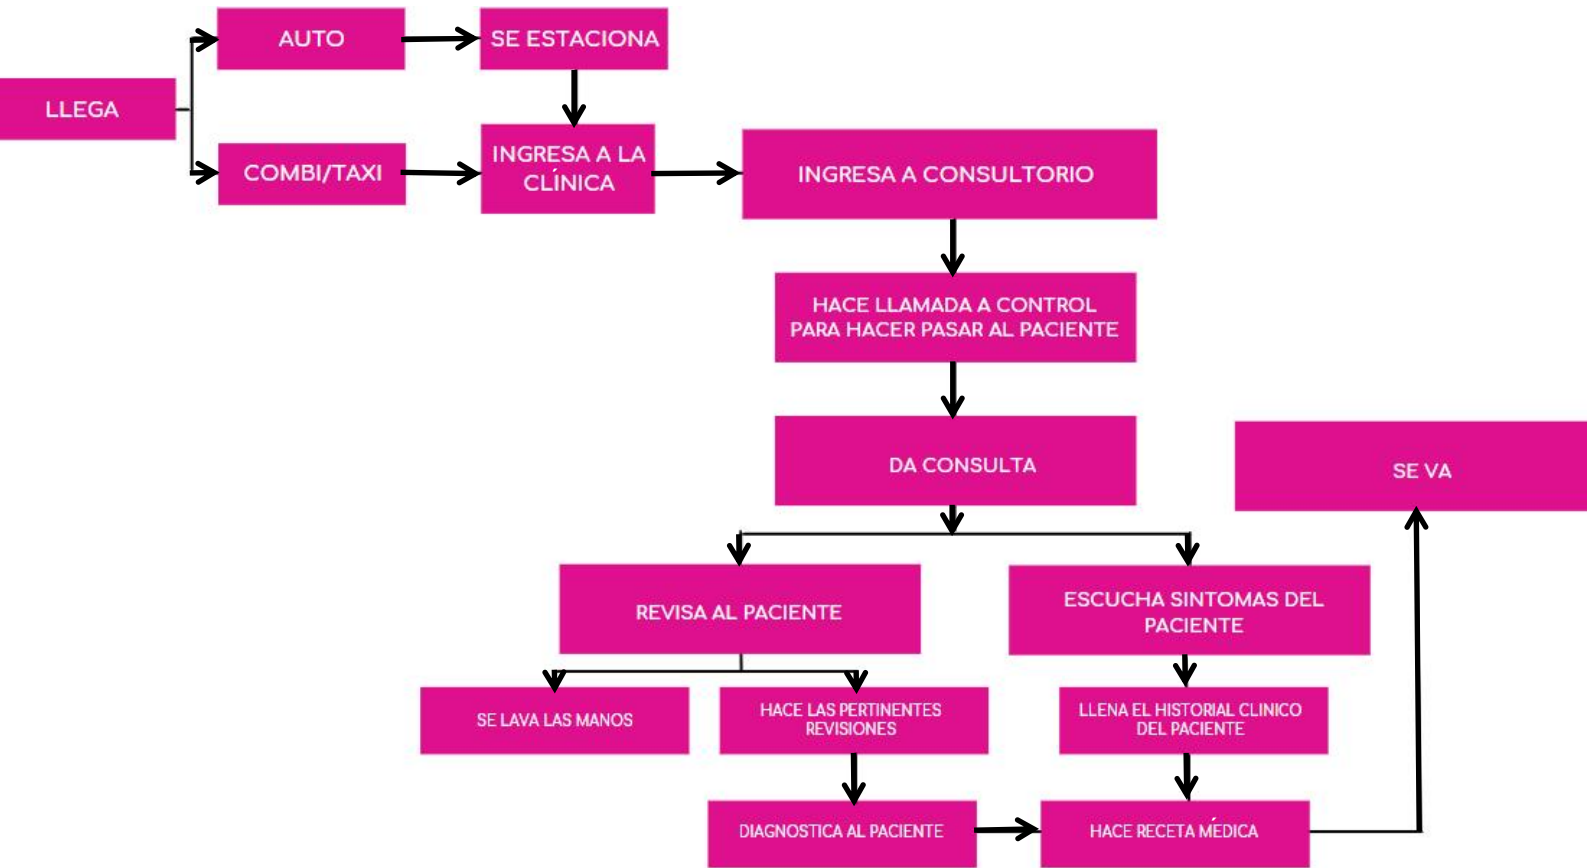 LLEGA
AUTO
SE ESTACIONA
COMBI/TAXI
INGRESA A LA
CLÍNICA
INGRESA A CONSULTORIO
HACE LLAMADA A CONTROL
PARA HACER PASAR AL PACIENTE
DA CONSULTA
SE VA
REVISA AL PACIENTE
ESCUCHA SINTOMAS DEL
PACIENTE
SE LAVA LAS MANOS
HACE LAS PERTINENTES
REVISIONES
LLENA EL HISTORIAL CLINICO
DEL PACIENTE
DIAGNOSTICA AL PACIENTE
HACE RECETA MÉDICA